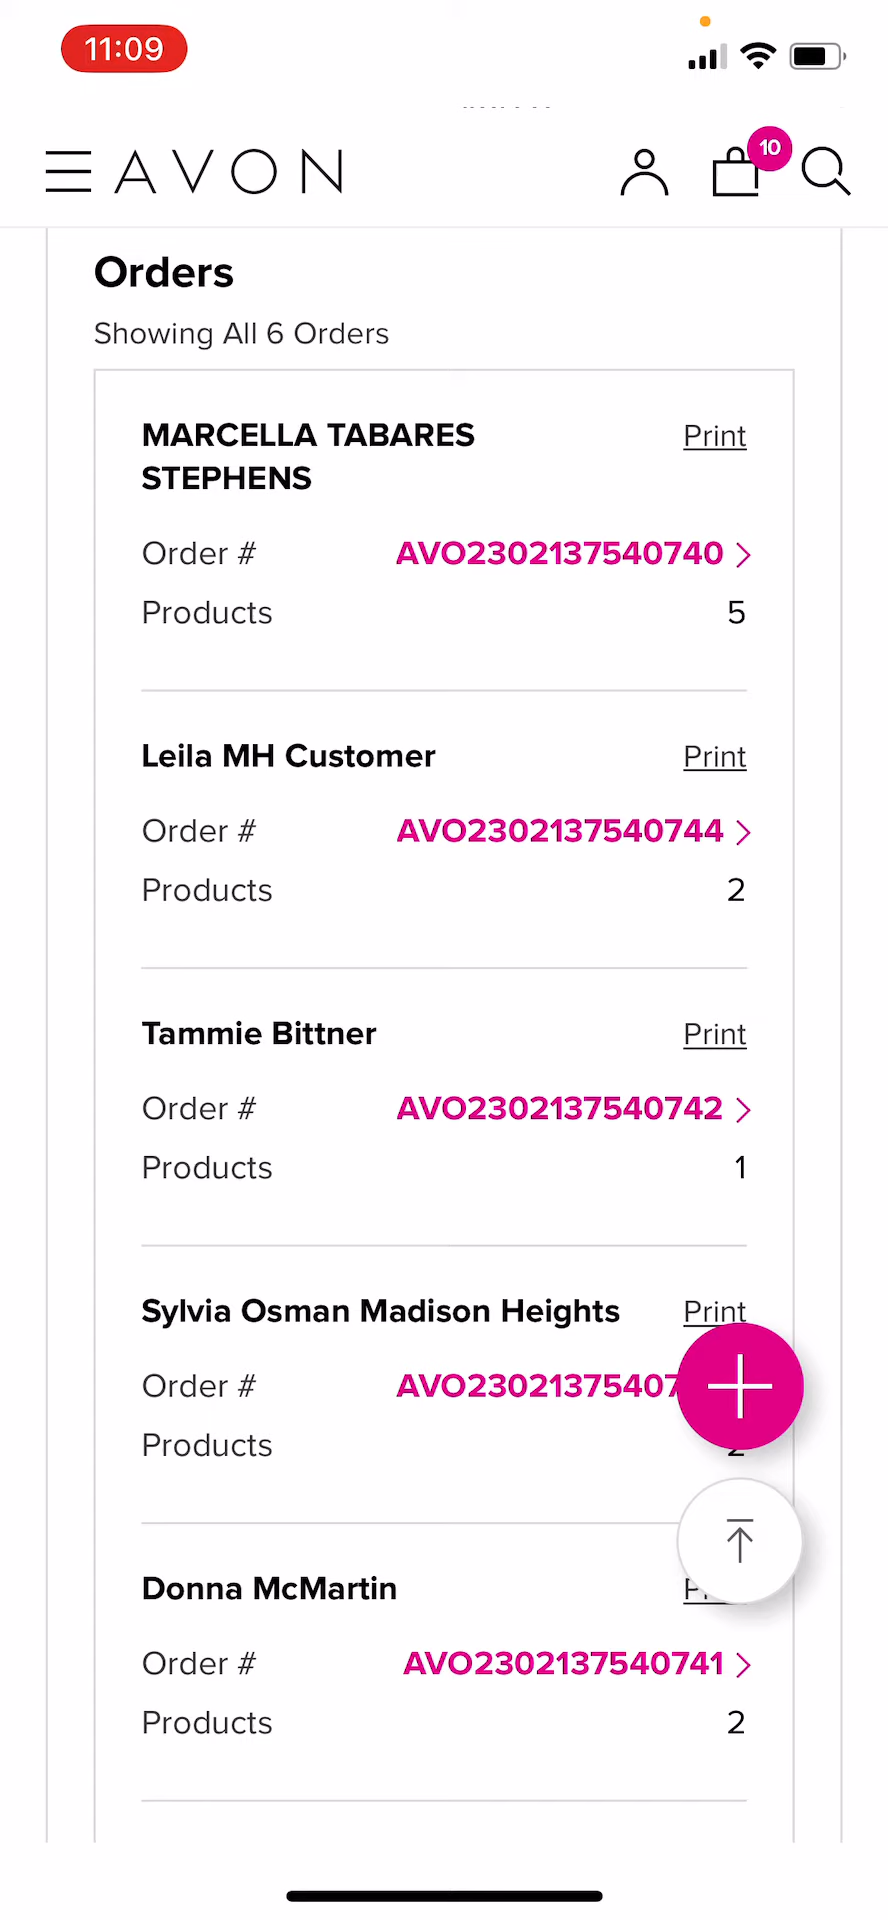 11:09
AVON
10
Orders
Showing All 6 Orders
MARCELLA TABARES
STEPHENS
Print
Order # AVO2302137540740
Products 5
Leila MH Customer Print
Order # AVO2302137540744
Products 2
Tammie Bittner Print
Order # AVO2302137540742
Products 1
Sylvia Osman Madison Heights Print
Order #
Products
Donna McMartin
Order # AVO2302137540741
Products 2